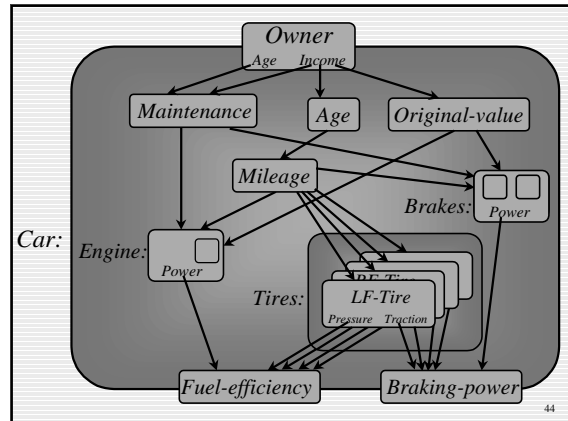 Owner
Age Income
Maintenance
Age
Original-value
Mileage
Brakes:
Power
Car:
Engine:
Power
Tires:
LF-Tire
Pressure Traction
Fuel-efficiency
Braking-power
44